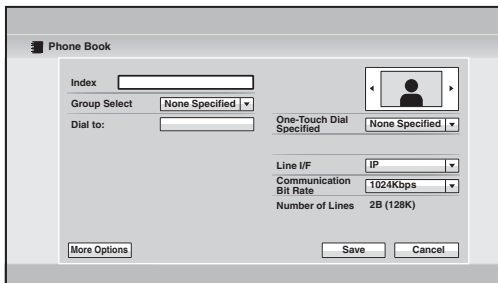 Phone Book
Index
Group Select None Specified
Dial to:
One-Touch Dial
Specified
None Specified
Line I/F IP
Communication
Bit Rate
1024Kbps
Number of Lines 2B (128K)
More Options Save Cancel